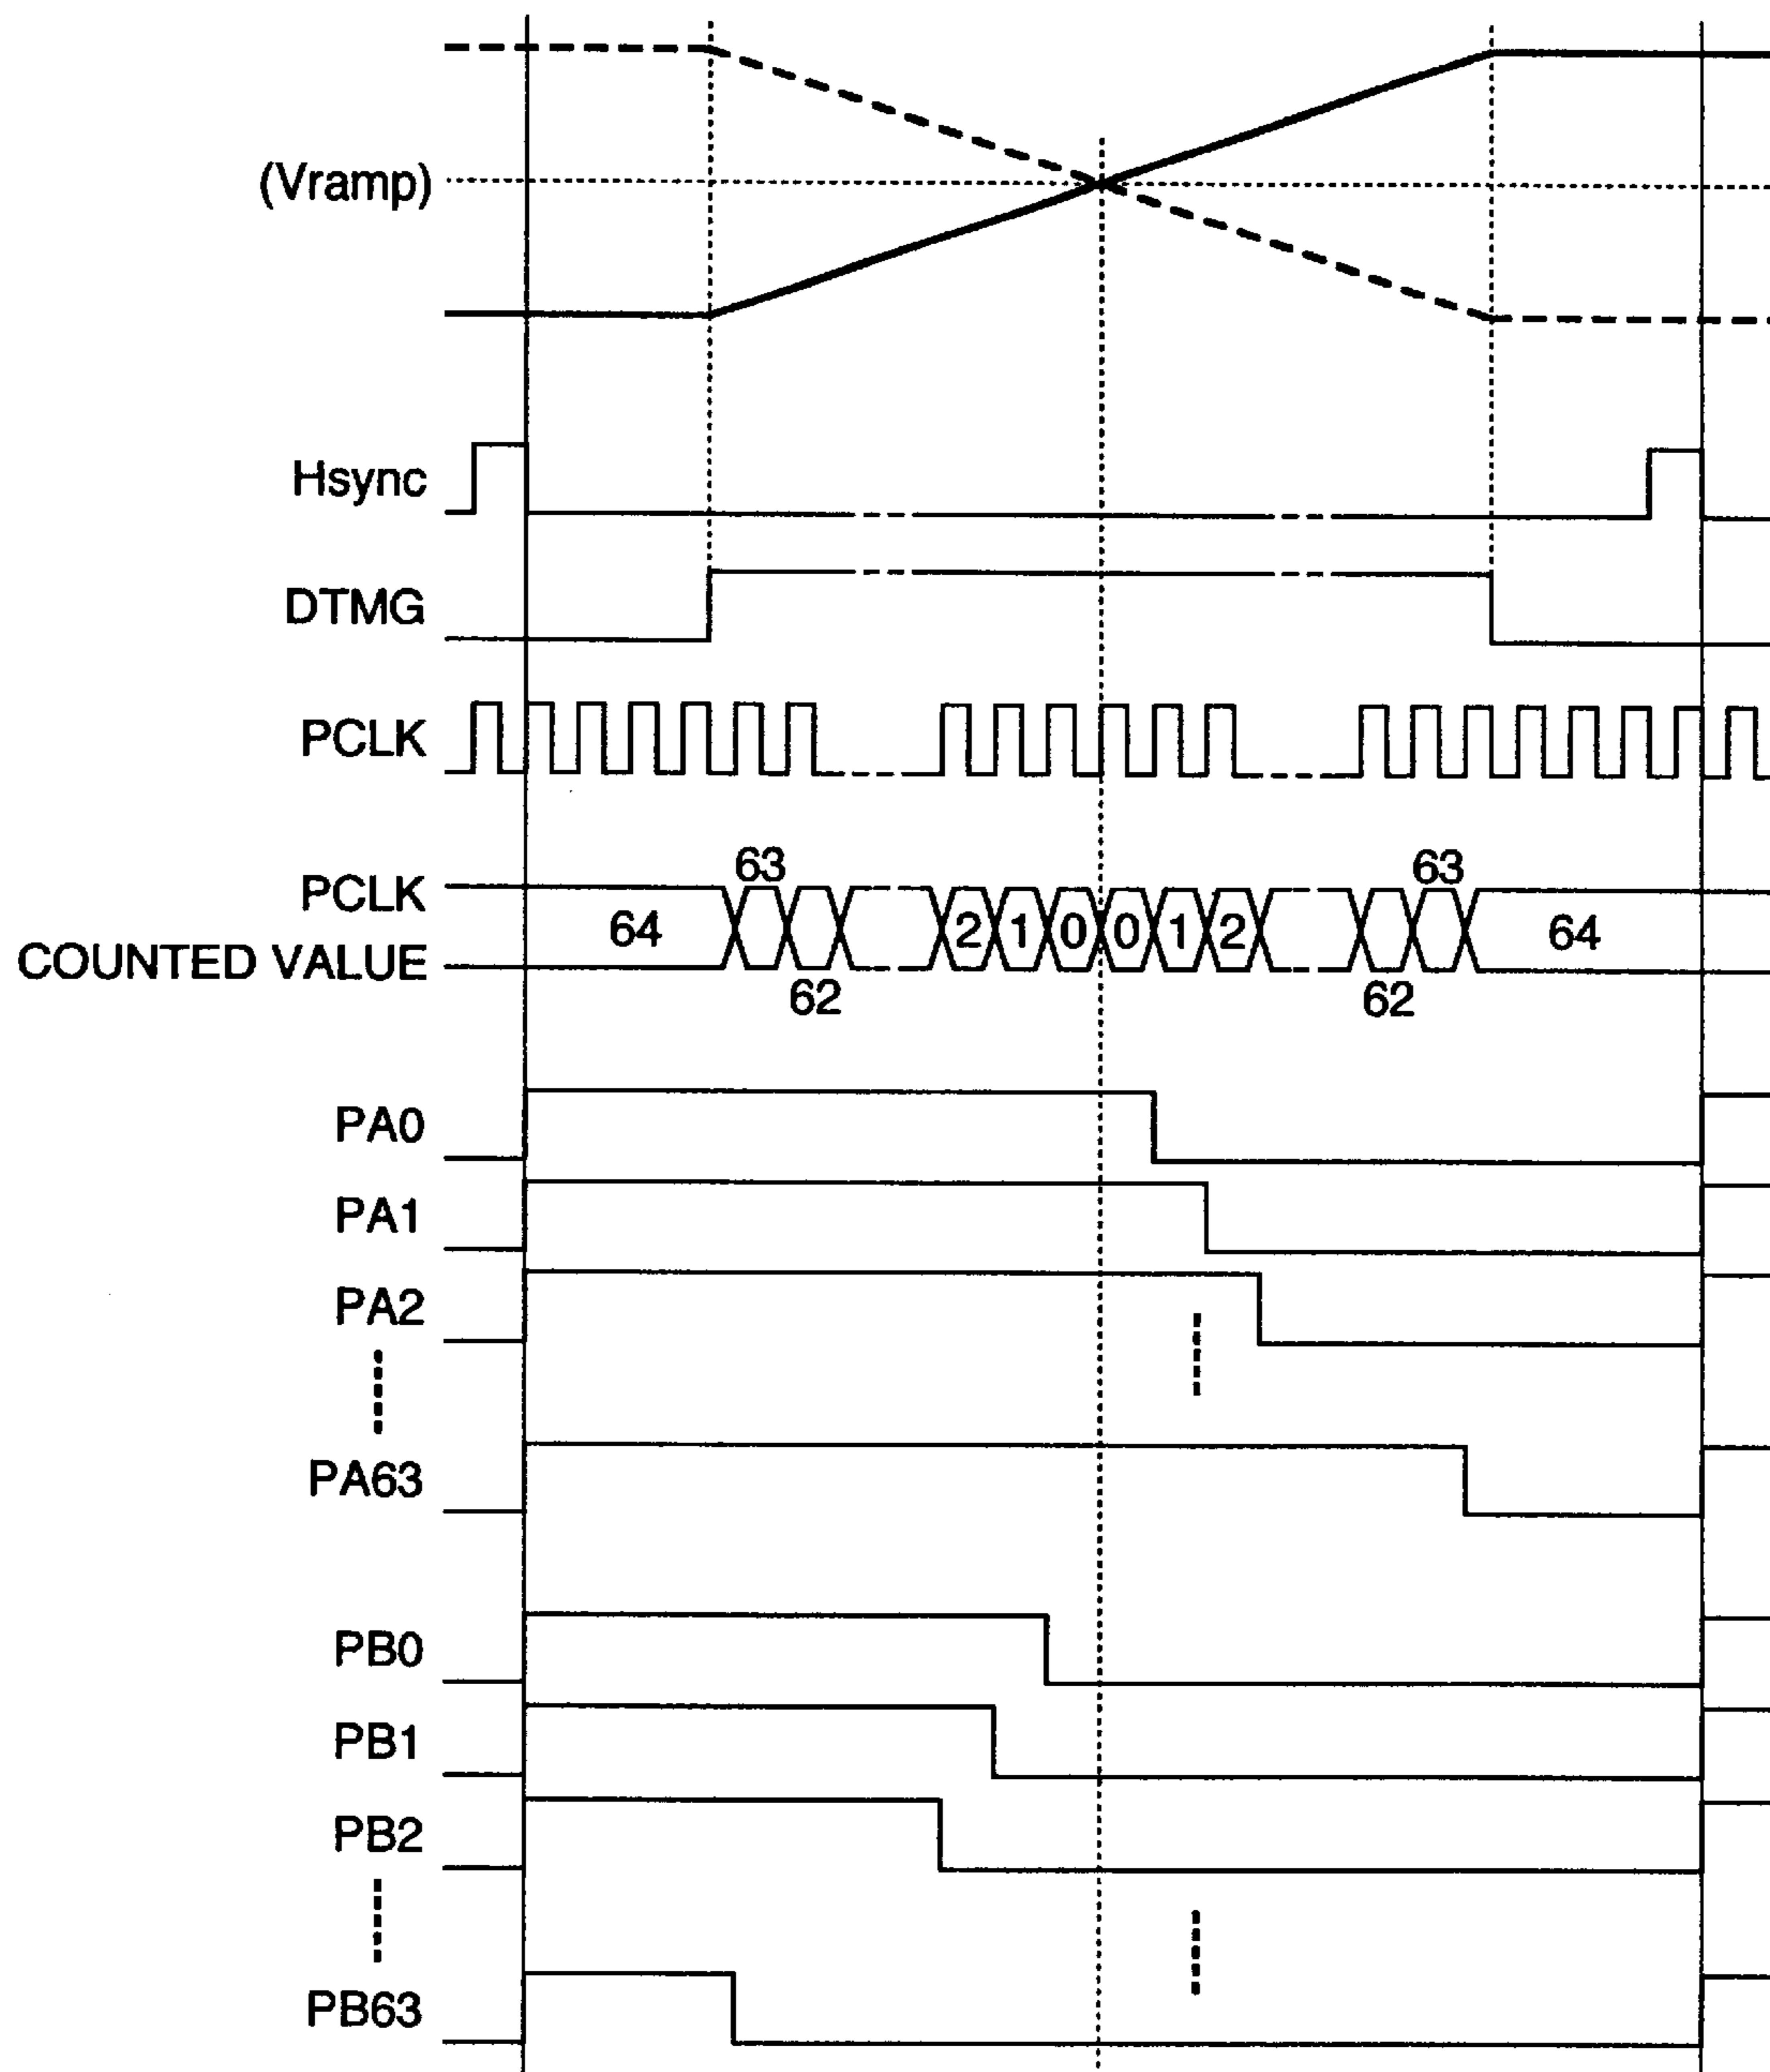 (Vramp)
Hsync
DTMG
PCLK
63 63
PCLK
64 2 1 0 0 1 2 64
COUNTED VALUE
62 62
PA0
PA1
PA2
PA63
PB0
PB1
PB2
PB63